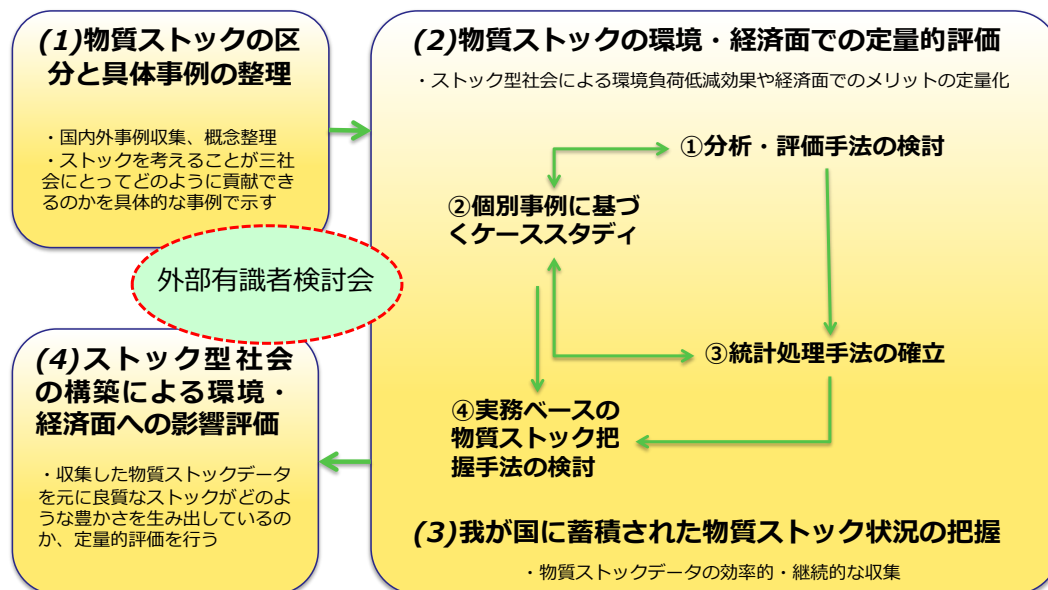 (1)物質ストックの区
分と具体事例の整理
・国内外事例収集、概念整理
・ストックを考えることが三社
会にとってどのように貢献でき
るのかを具体的な事例で示す
(2)物質ストックの環境・経済面での定量的評価
・ストック型社会による環境負荷低減効果や経済面でのメリットの定量化
①分析・評価手法の検討
②個別事例に基づ
くケーススタディ
③統計処理手法の確立
④実務ベースの
物質ストック把
握手法の検討
(3)我が国に蓄積された物質ストック状況の把握
・物質ストックデータの効率的・継続的な収集
外部有識者検討会
(4)ストック型社会
の構築による環境・
経済面への影響評価
・収集した物質ストックデータ
を元に良質なストックがどのよ
うな豊かさを生み出しているの
か、定量的評価を行う